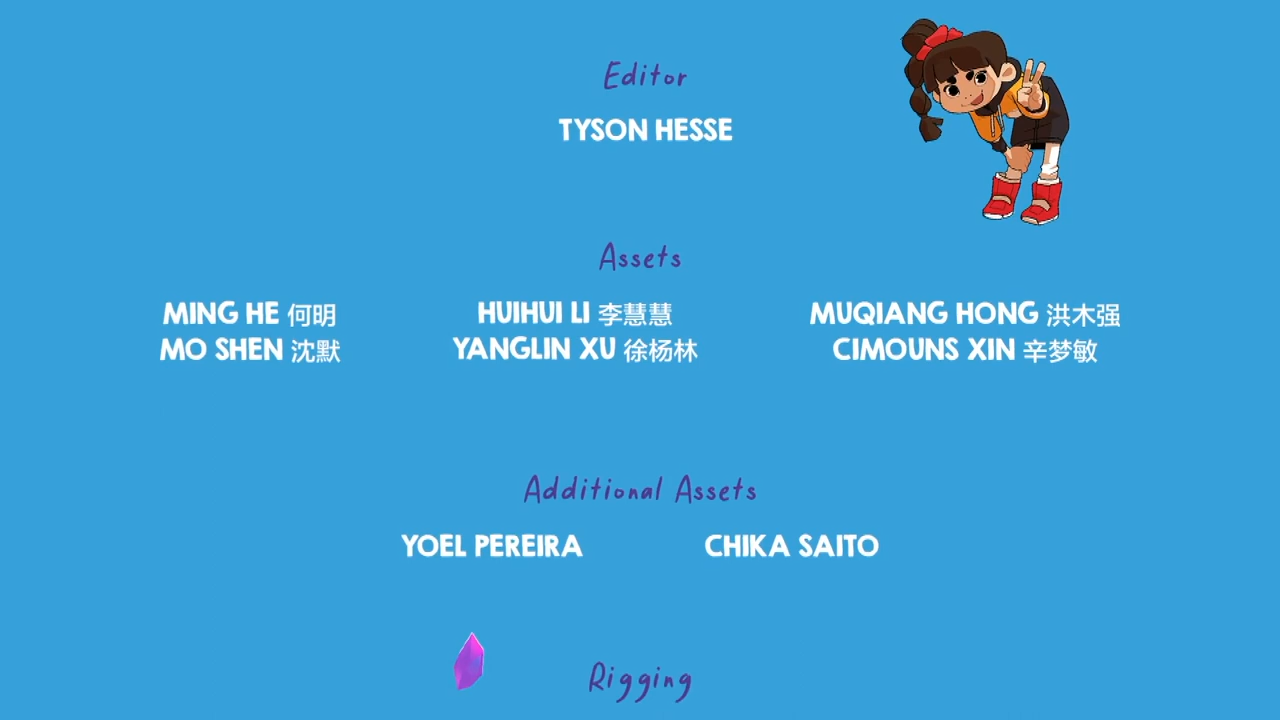 Editor
TYSON HESSE
Assets
MING HE 何明 HUIHUI LI 李慧慧 MUQIANG HONG 洪木强
MO SHEN 沈默 YANGLIN XU 徐杨林 CIMOUNS XIN 辛梦敏
Additional Assets
YOEL PEREIRA CHIKA SAITO
Rigging